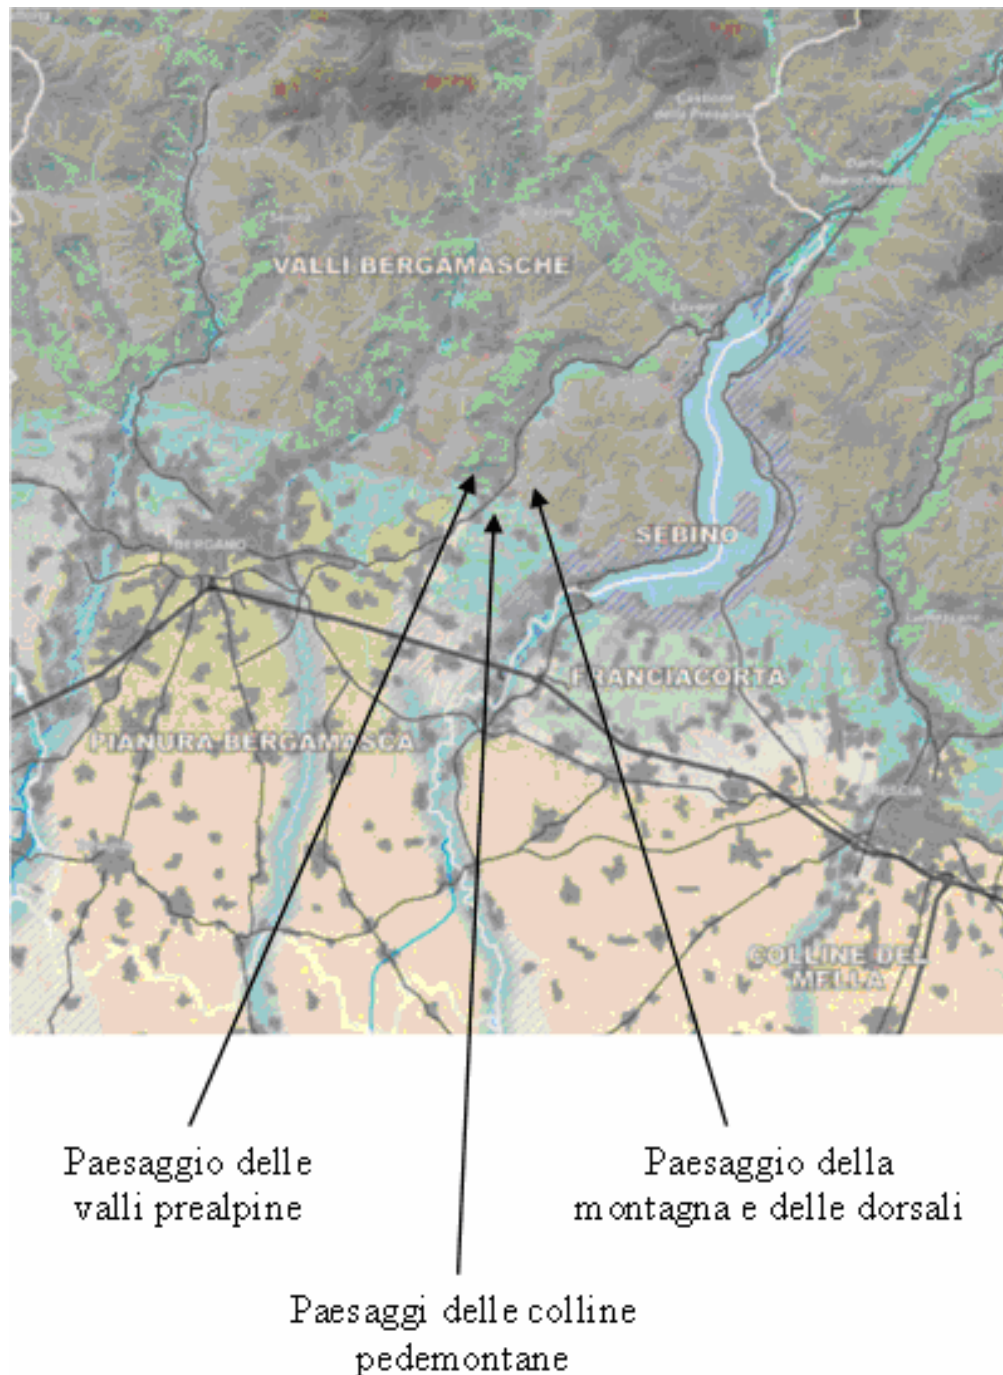 VALLI BERGAMASCHE
SEBINO
BERGAMO
FRANCIACORTA
PIANURA BERGAMASCA
BRESCIA
COLLINE DEL
MELLA
Paesaggio delle
valli prealpine
Paesaggio della
montagna e delle dorsali
Paesaggi delle colline
pedemontane